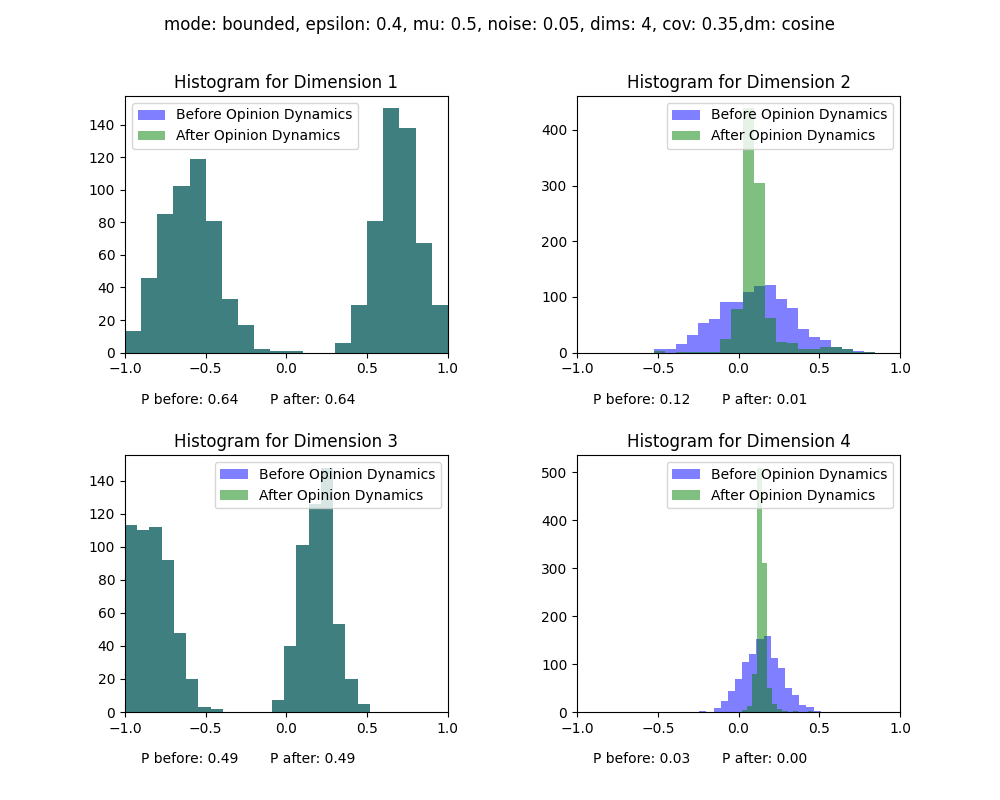 mode: bounded, epsilon: 0.4, mu: 0.5, noise: 0.05, dims: 4, cov: 0.35,dm: cosine
Histogram for Dimension 1
Before Opinion Dynamics
After Opinion Dynamics
140
120
100
80
60
40
20
0
−1.0 −0.5 0.0 0.5 1.0
P before: 0.64 P after: 0.64
Histogram for Dimension 2
Before Opinion Dynamics
After Opinion Dynamics
400
300
200
100
0
−1.0 −0.5 0.0 0.5 1.0
P before: 0.12 P after: 0.01
Histogram for Dimension 3
Before Opinion Dynamics
After Opinion Dynamics
140
120
100
80
60
40
20
0
−1.0 −0.5 0.0 0.5 1.0
P before: 0.49 P after: 0.49
Histogram for Dimension 4
Before Opinion Dynamics
After Opinion Dynamics
500
400
300
200
100
0
−1.0 −0.5 0.0 0.5 1.0
P before: 0.03 P after: 0.00